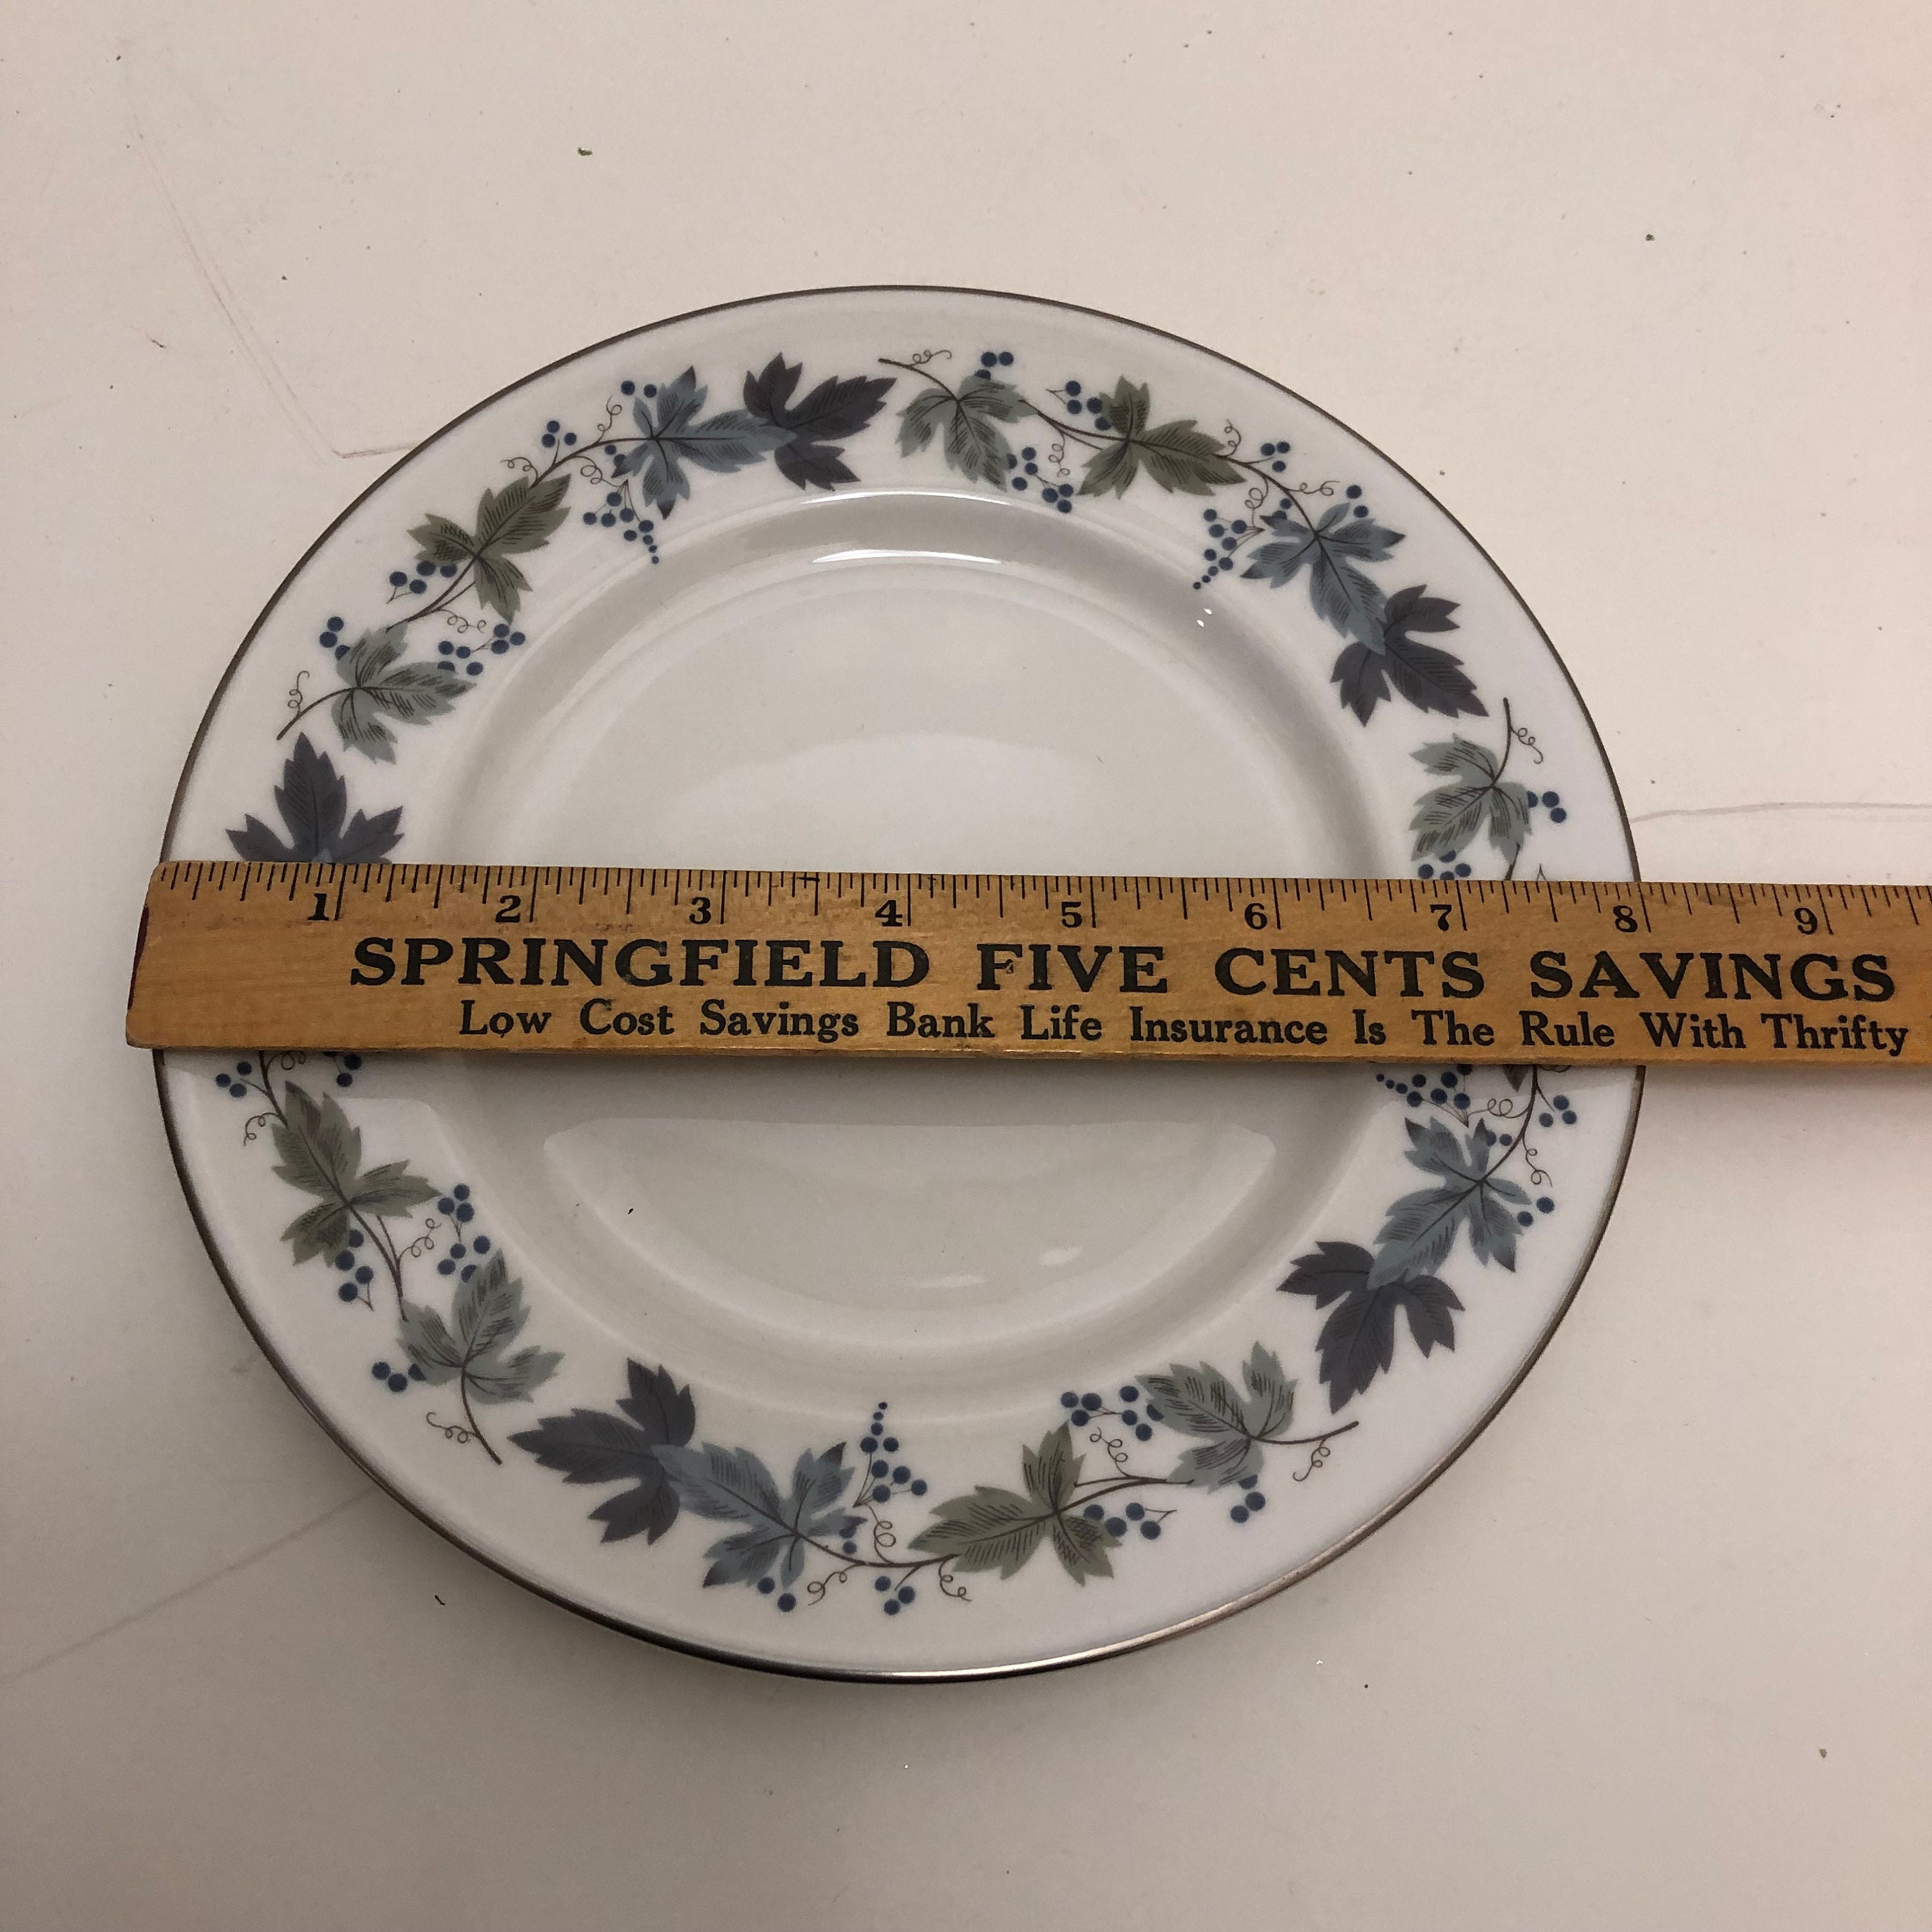 1 2 3 4 5 6 7 8 9
SPRINGFIELD FIVE CENTS SAVINGS
Low Cost Savings Bank Life Insurance Is The Rule With Thrifty